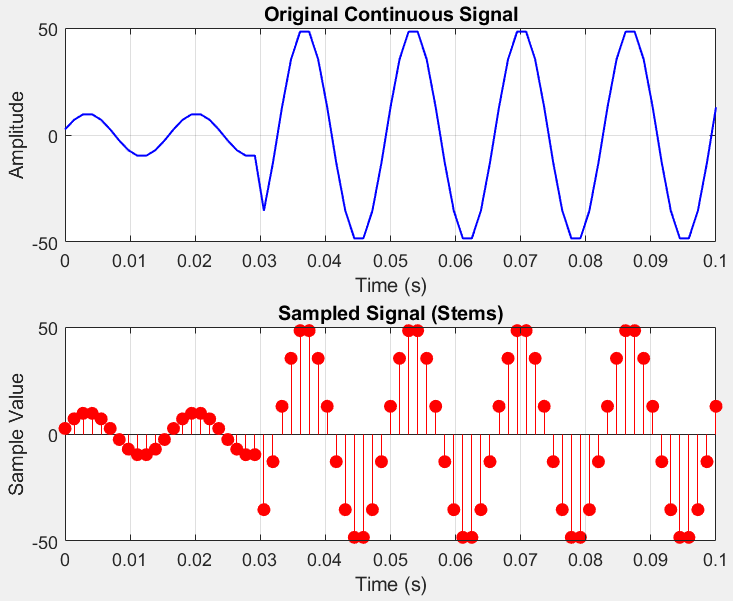 Original Continuous Signal
50
0
-50
Amplitude
0 0.01 0.02 0.03 0.04 0.05 0.06 0.07 0.08 0.09 0.1
Time (s)
Sampled Signal (Stems)
50
0
-50
Sample Value
0 0.01 0.02 0.03 0.04 0.05 0.06 0.07 0.08 0.09 0.1
Time (s)